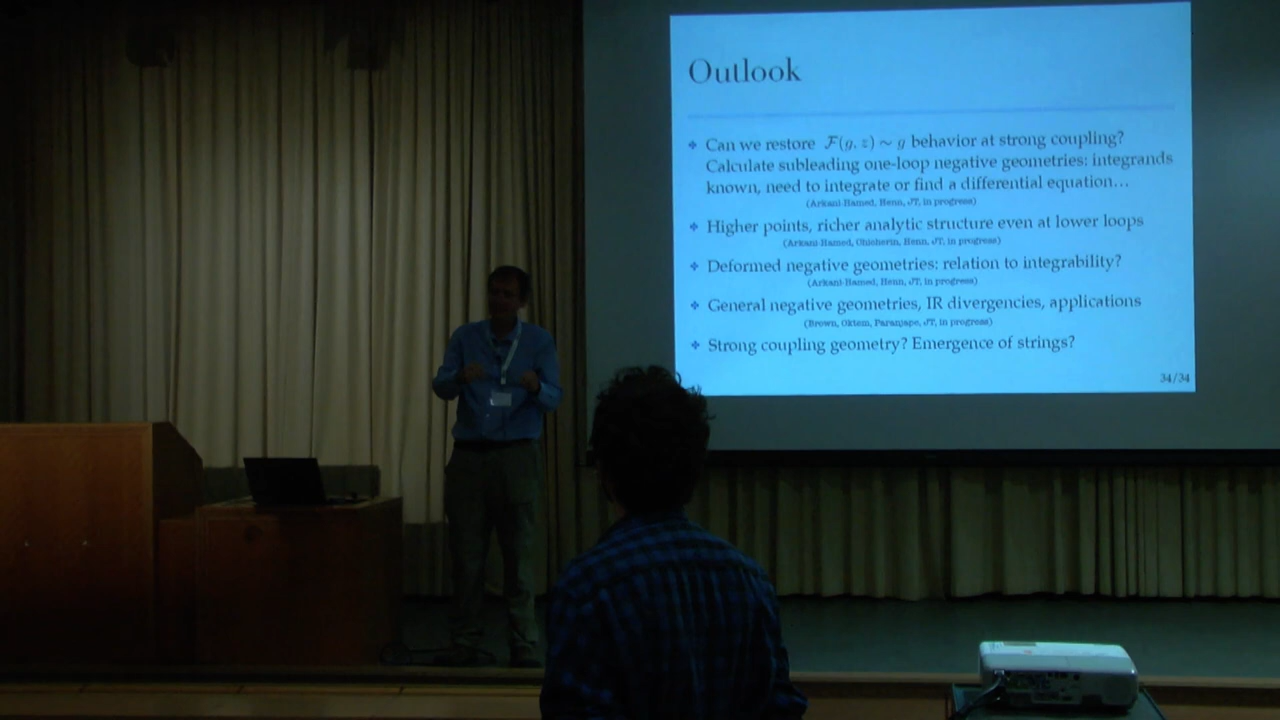 Outlook
❖ Can we restore F(g, z) ~ g behavior at strong coupling?
Calculate subleading one-loop negative geometries: integrands
known, need to integrate or find a differential equation…
(Arkani-Hamed, Henn, JT, in progress)
❖ Higher points, richer analytic structure even at lower loops
(Arkani-Hamed, Chicherin, Henn, JT, in progress)
❖ Deformed negative geometries: relation to integrability?
(Arkani-Hamed, Henn, JT, in progress)
❖ General negative geometries, IR divergencies, applications
(Brown, Oktem, Paranjape, JT, in progress)
❖ Strong coupling geometry? Emergence of strings?
34/34